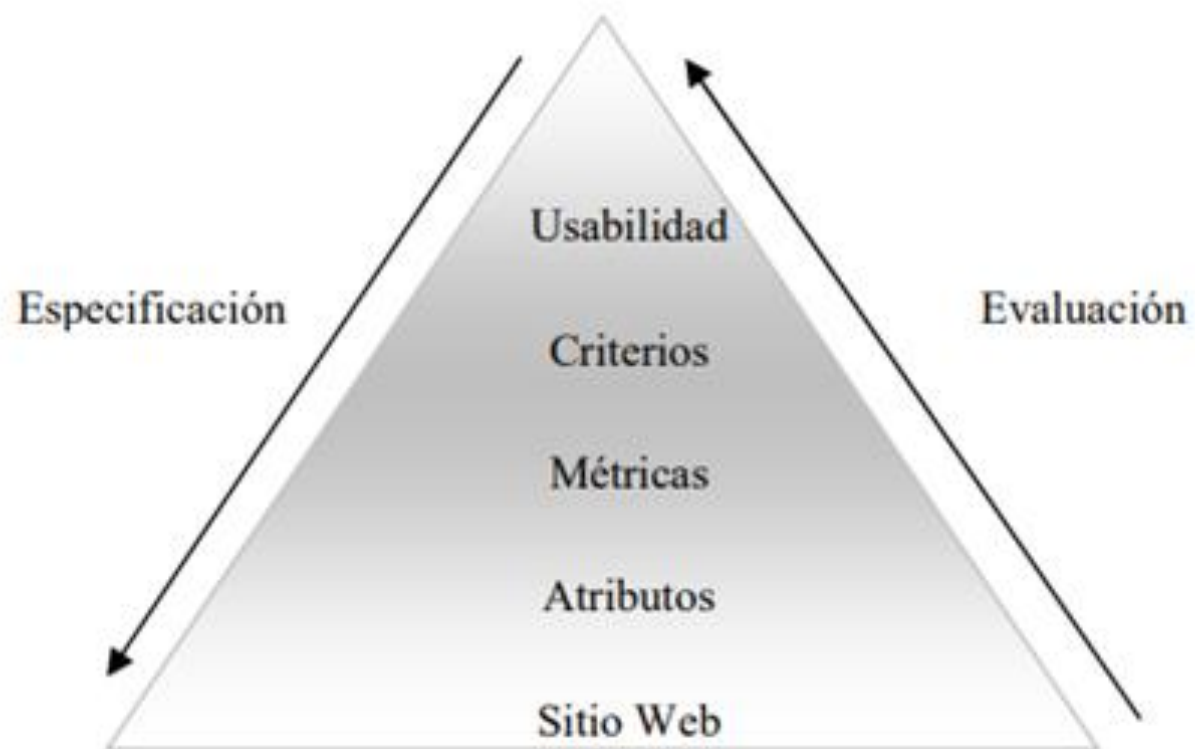 Usabilidad
Especificación
Evaluación
Criterios
Métricas
Atributos
Sitio Web